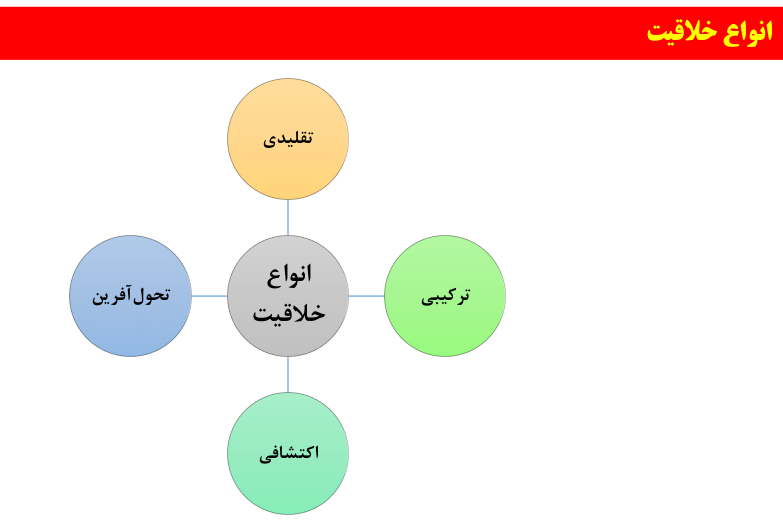 انواع خلاقیت
تقلیدی
انواع
خلاقیت
ترکیبی
تحول‌آفرین
اکتشافی